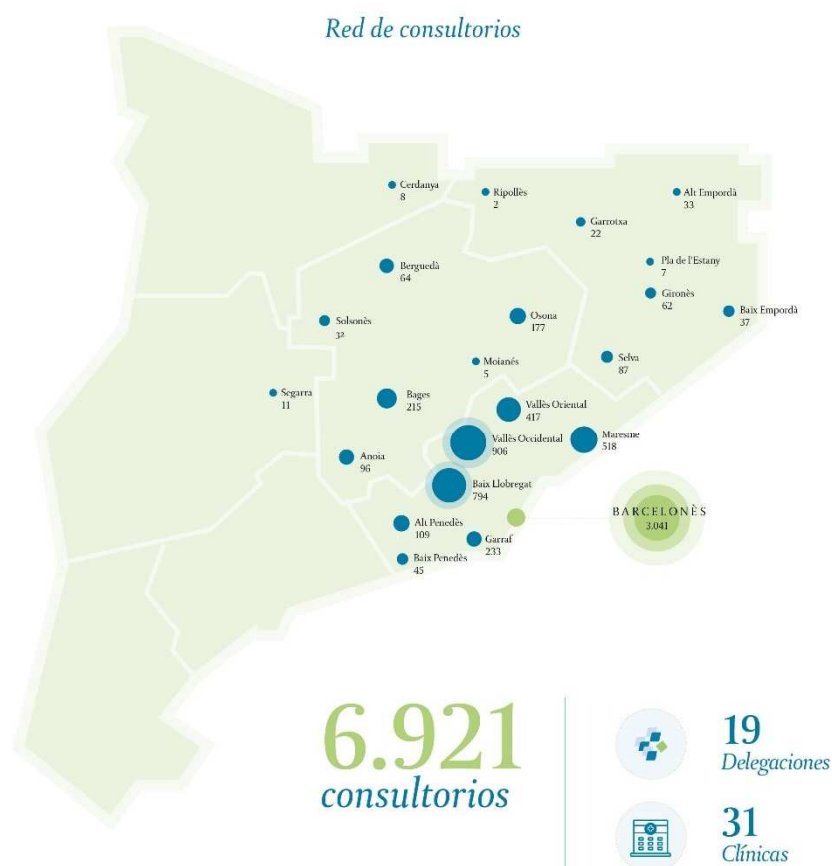 Red de consultorios
Cerdanya
8
Ripollès
2
Alt Empordà
33
Garrotxa
22
Berguedà
64
Pla de l'Estany
7
Gironès
62
Baix Empordà
37
Solsonès
32
Osona
177
Selva
87
Moianés
5
Segarra
11
Bages
215
Vallès Oriental
417
Vallès Occidental
906
Maresme
518
Anoia
96
Baix Llobregat
794
BARCELONÈS
3.041
Alt Penedès
109
Garraf
233
Baix Penedès
45
6.921
consultorios
19
Delegaciones
31
Clínicas